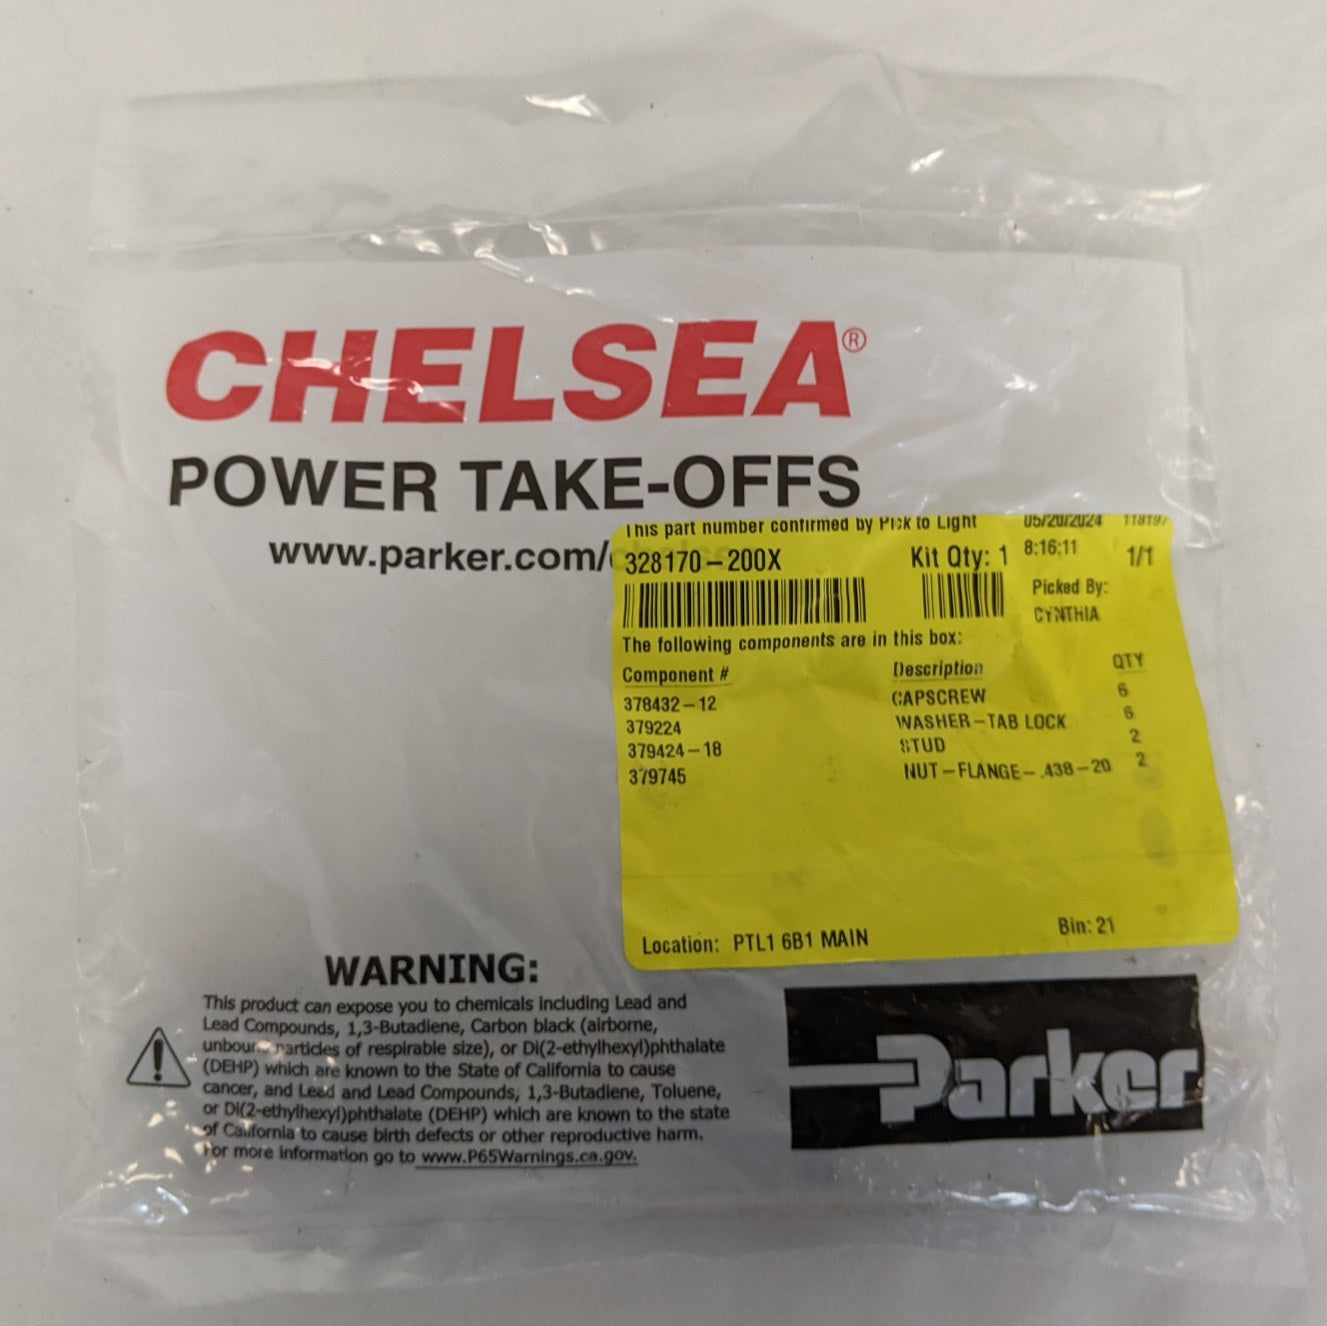 CHELSEA®
POWER TAKE-OFFS
www.parker.com/
This part number confirmed by Pick to Light 05/20/2024
328170-200X Kit Qty: 1 8:16:11 1/1
Picked By:
CYNTHIA
The following components are in this box:
Component # Description QTY
378432-12 CAPSCREW 6
379224 WASHER-TAB LOCK 6
379424-18 STUD 2
379745 NUT-FLANGE-.438-20 2
Location: PTL1 6B1 MAIN Bin: 21
WARNING:
This product can expose you to chemicals including Lead and
Lead Compounds, 1,3-Butadiene, Carbon black (airborne,
unbound particles of respirable size), or Di(2-ethylhexyl)phthalate
(DEHP) which are known to the State of California to cause
cancer, and Lead and Lead Compounds, 1,3-Butadiene, Toluene,
or Di(2-ethylhexyl)phthalate (DEHP) which are known to the state
of California to cause birth defects or other reproductive harm.
For more information go to www.P65Warnings.ca.gov.
Parker